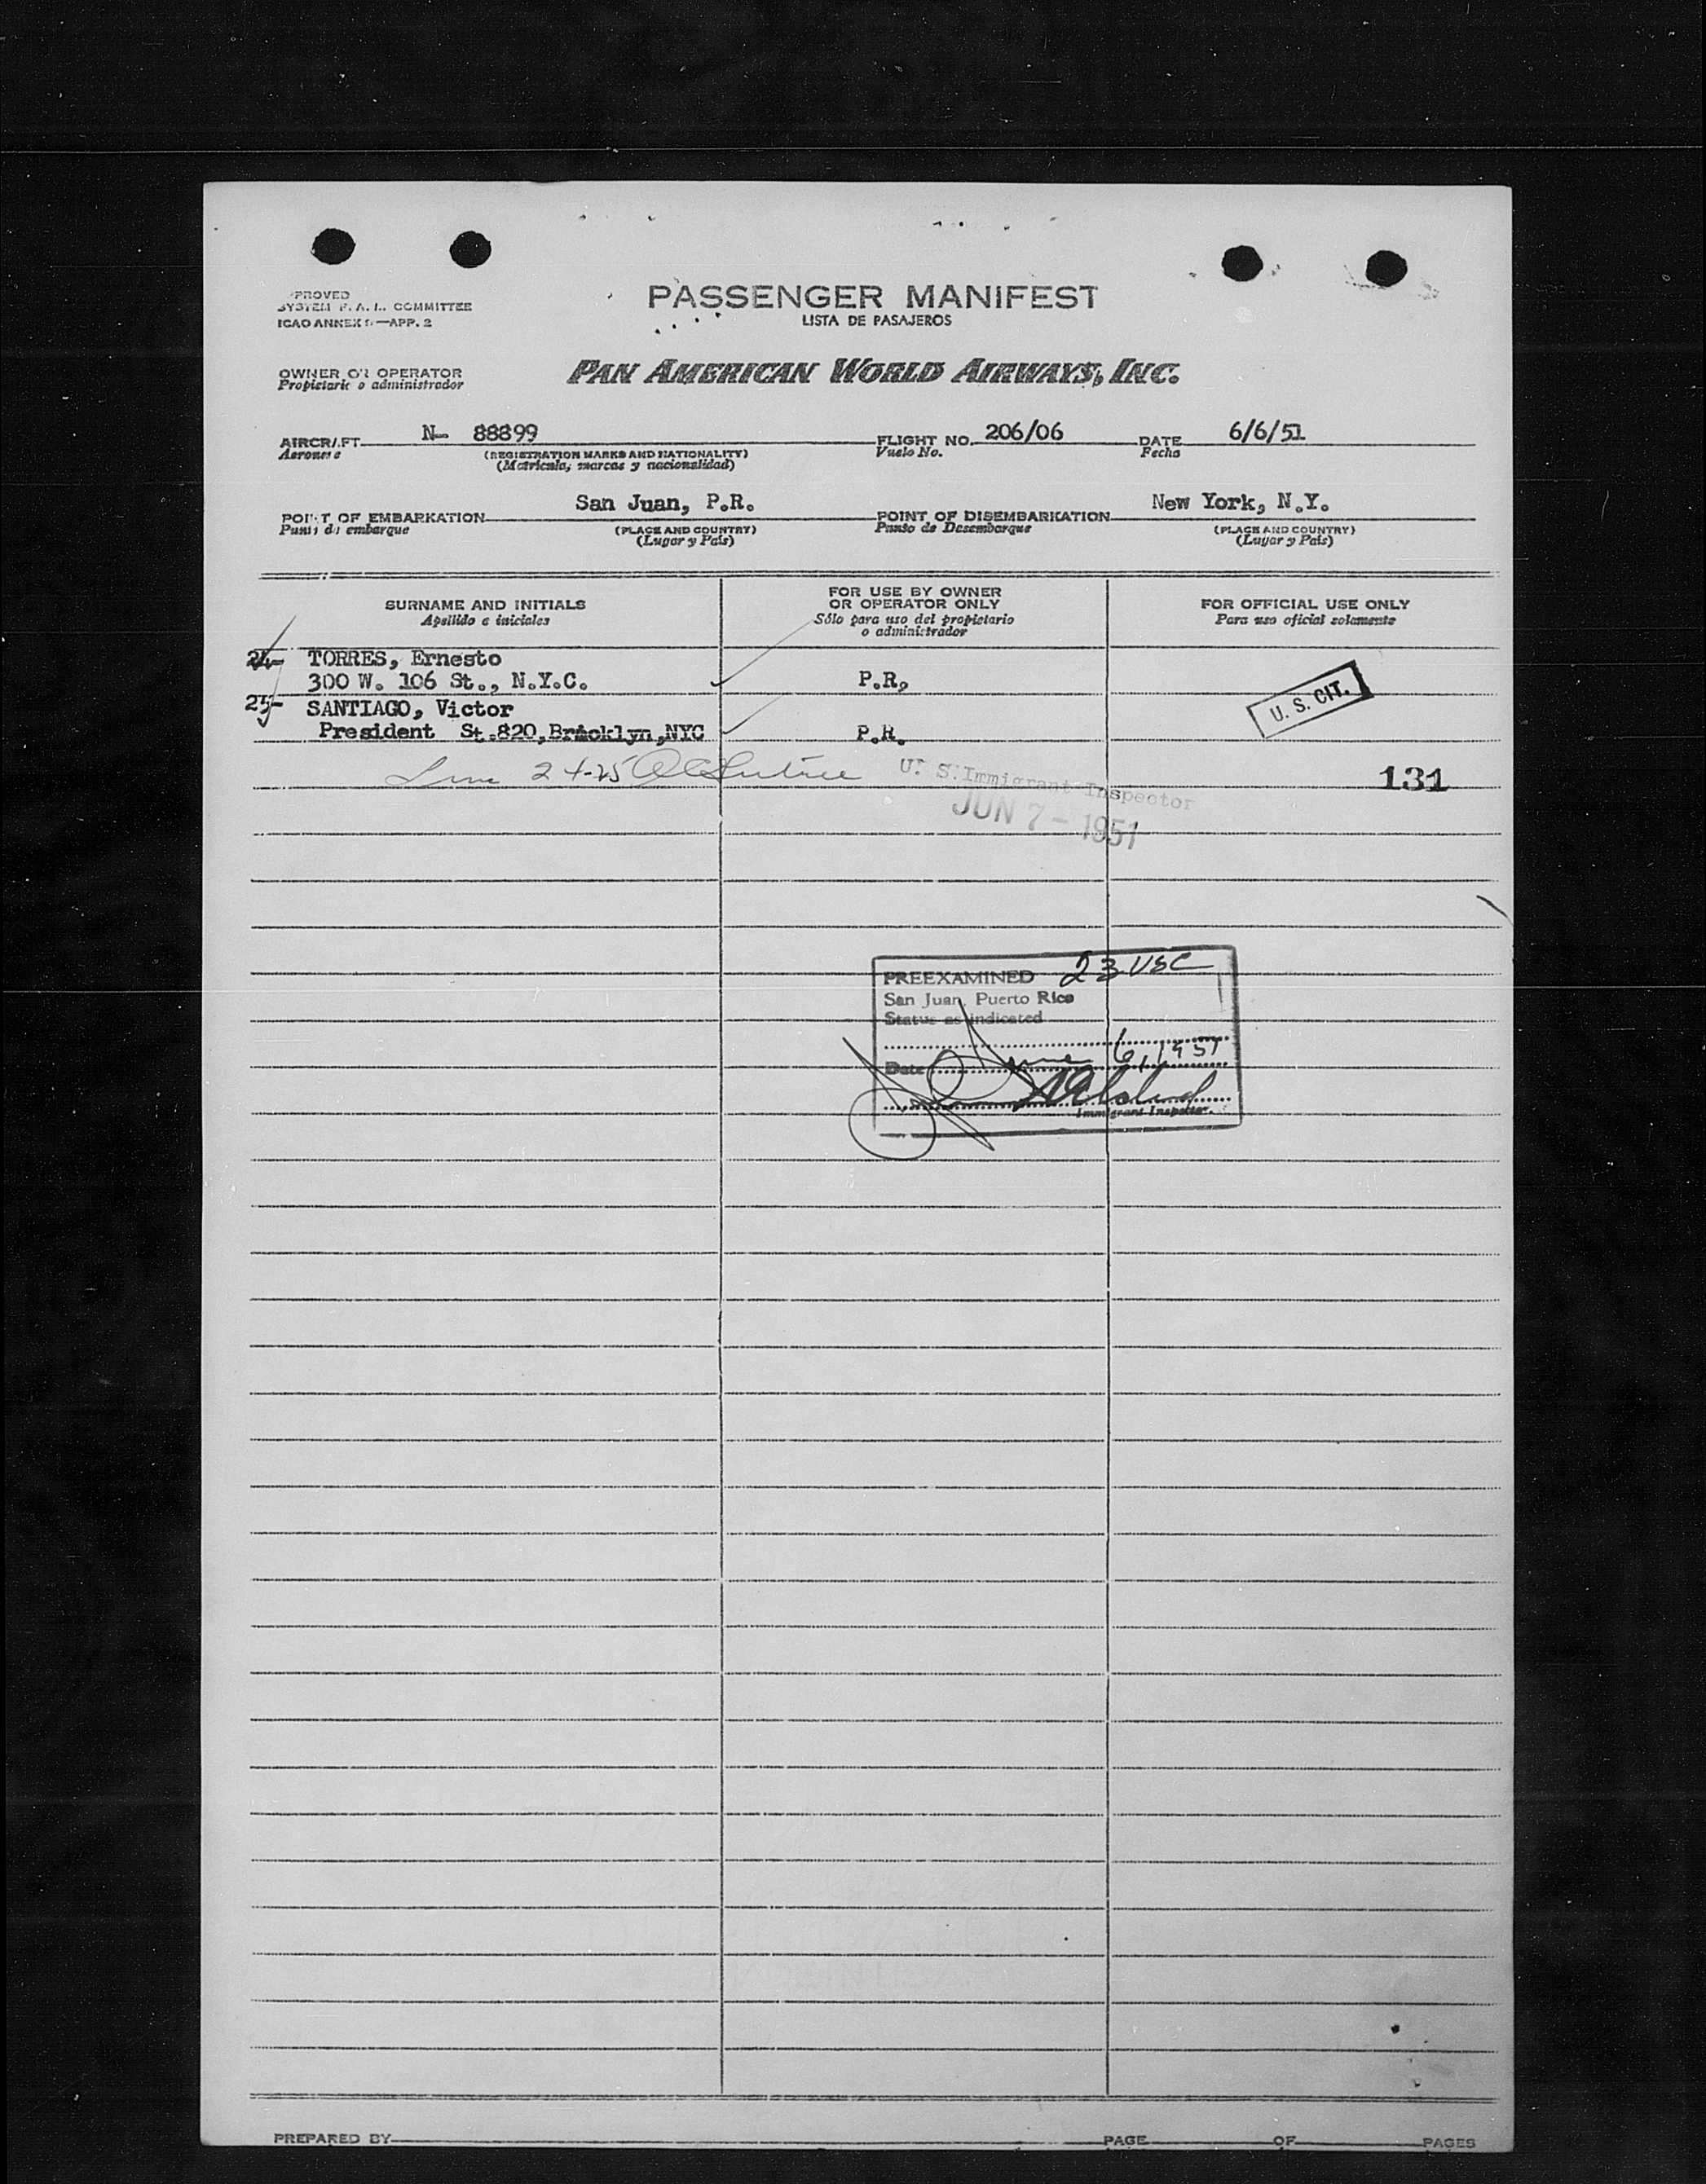 PROVED
SYSTEM F. A. L. COMMITTEE
ICAO ANNEX 9—APP. 2
PASSENGER MANIFEST
LISTA DE PASAJEROS
OWNER OR OPERATOR
Propietario o administrador
PAN AMERICAN WORLD AIRWAYS, INC.
AIRCRAFT N- 88899 FLIGHT NO. 206/06 DATE 6/6/51
Aeronave (REGISTRATION MARKS AND NATIONALITY) Vuelo No. Fecha
(Matricula, marcas y nacionalidad)
POINT OF EMBARKATION San Juan, P.R. POINT OF DISEMBARKATION New York, N.Y.
Punto de embarque (PLACE AND COUNTRY) Punto de Desembarque (PLACE AND COUNTRY)
(Lugar y País) (Lugar y País)
SURNAME AND INITIALS
Apellido e iniciales
FOR USE BY OWNER
OR OPERATOR ONLY
Sólo para uso del propietario
o administrador
FOR OFFICIAL USE ONLY
Para uso oficial solamente
24- TORRES, Ernesto
300 W. 106 St., N.Y.C. P.R,
U. S. CIT.
25- SANTIAGO, Victor
President St.820,Brooklyn,NYC P.R.
24-25
U. S. Immigrant Inspector
131
JUN 7 - 1951
PREEXAMINED 23 USC
San Juan, Puerto Rico
Status as indicated
Date June 6, 1951
Immigrant Inspector.
PREPARED BY PAGE OF PAGES